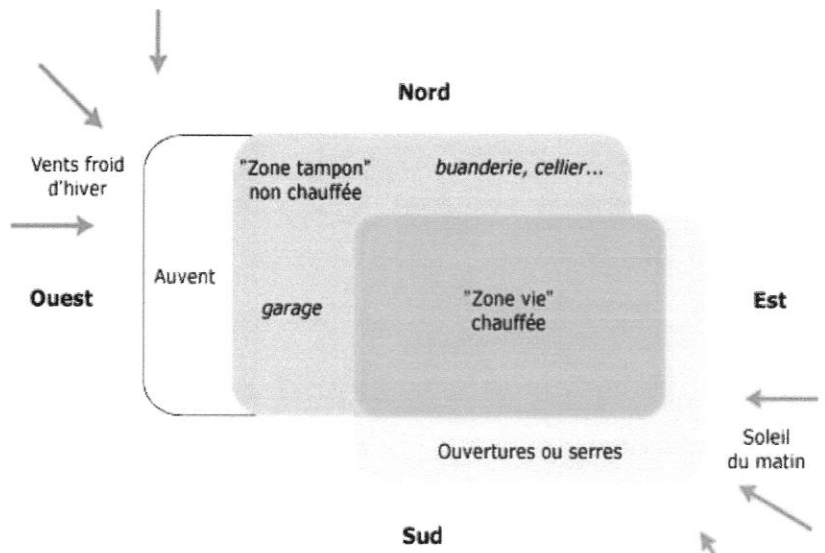 Nord
Vents froid
d'hiver
"Zone tampon"
non chauffée
buanderie, cellier...
Auvent
Ouest
garage
"Zone vie"
chauffée
Est
Ouvertures ou serres
Soleil
du matin
Sud